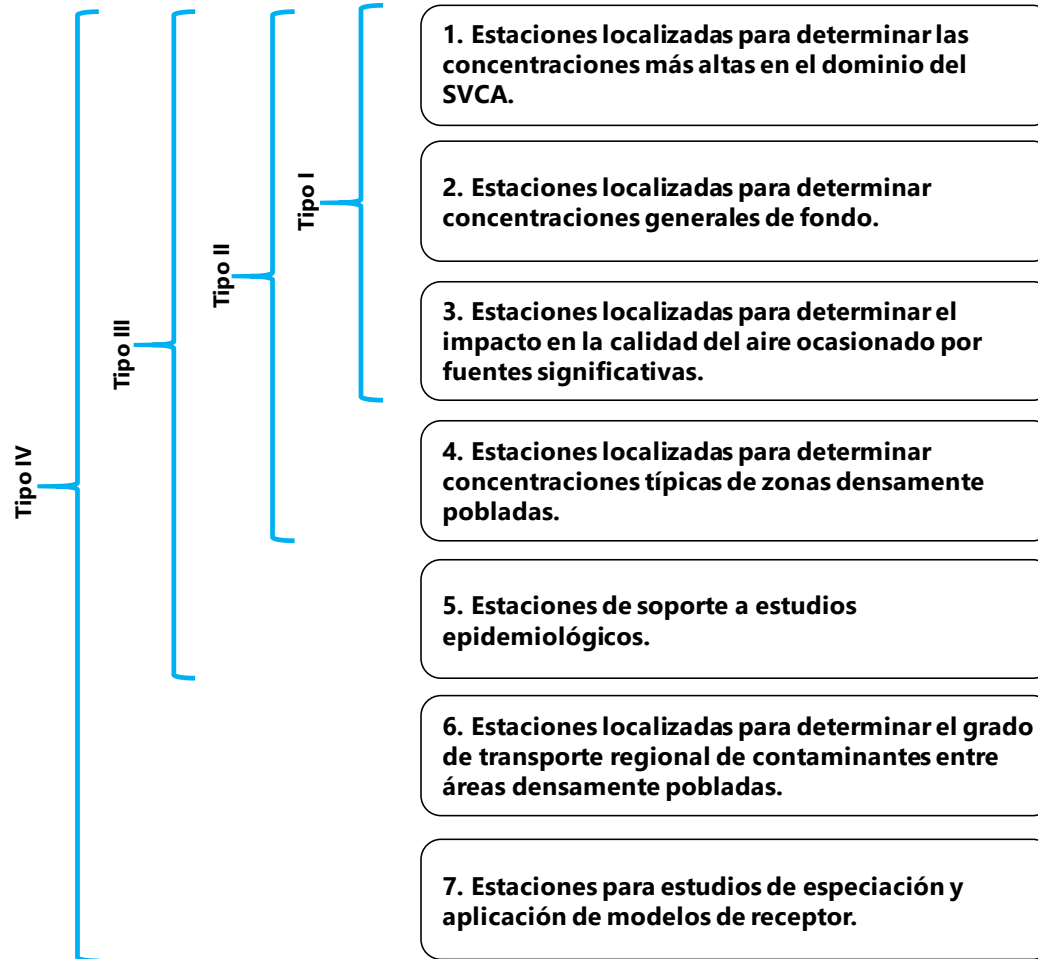 Tipo IV
Tipo III
Tipo II
Tipo I
1. Estaciones localizadas para determinar las
concentraciones más altas en el dominio del
SVCA.
2. Estaciones localizadas para determinar
concentraciones generales de fondo.
3. Estaciones localizadas para determinar el
impacto en la calidad del aire ocasionado por
fuentes significativas.
4. Estaciones localizadas para determinar
concentraciones típicas de zonas densamente
pobladas.
5. Estaciones de soporte a estudios
epidemiológicos.
6. Estaciones localizadas para determinar el grado
de transporte regional de contaminantes entre
áreas densamente pobladas.
7. Estaciones para estudios de especiación y
aplicación de modelos de receptor.